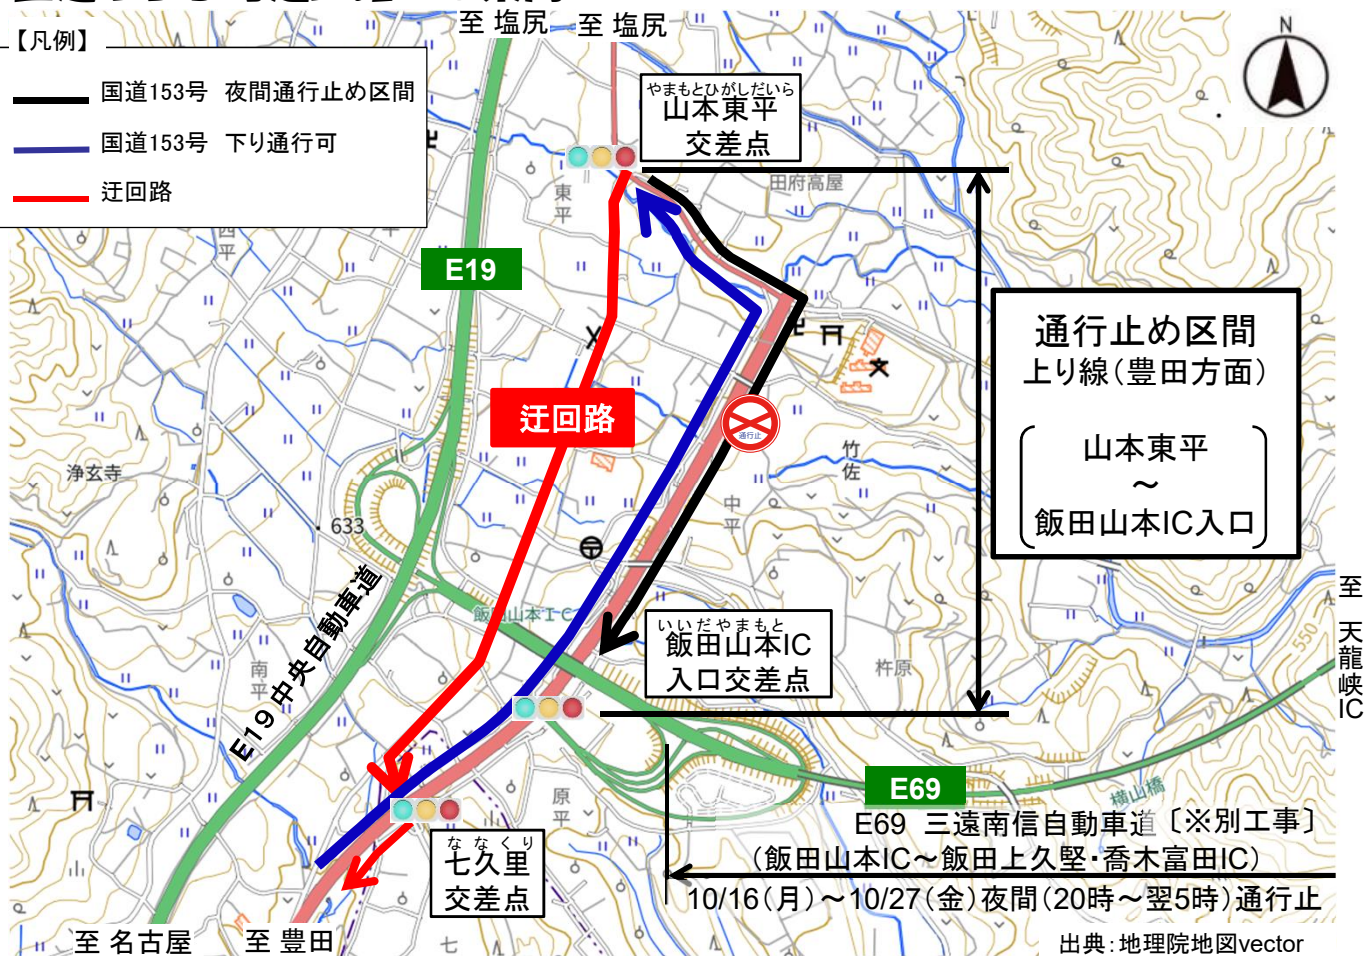 至 塩尻
至 塩尻
【凡例】
国道153号 夜間通行止め区間
国道153号 下り通行可
迂回路
N
やまもとひがしだいら
山本東平
交差点
田府高屋
東平
西平
平
E19
通行止め区間
上り線(豊田方面)
山本東平
～
飯田山本IC入口
迂回路
通行止
竹佐
中平
浄玄寺
633
飯田山本IC
E19 中央自動車道
南平
いいだやまもと
飯田山本IC
入口交差点
杵原
550
至 天龍峡IC
原平
E69
横山橋
E69 三遠南信自動車道〔※別工事〕
(飯田山本IC～飯田上久堅・喬木富田IC)
10/16(月)～10/27(金)夜間(20時～翌5時)通行止
ななくり
七久里
交差点
七
至 名古屋
至 豊田
出典:地理院地図vector